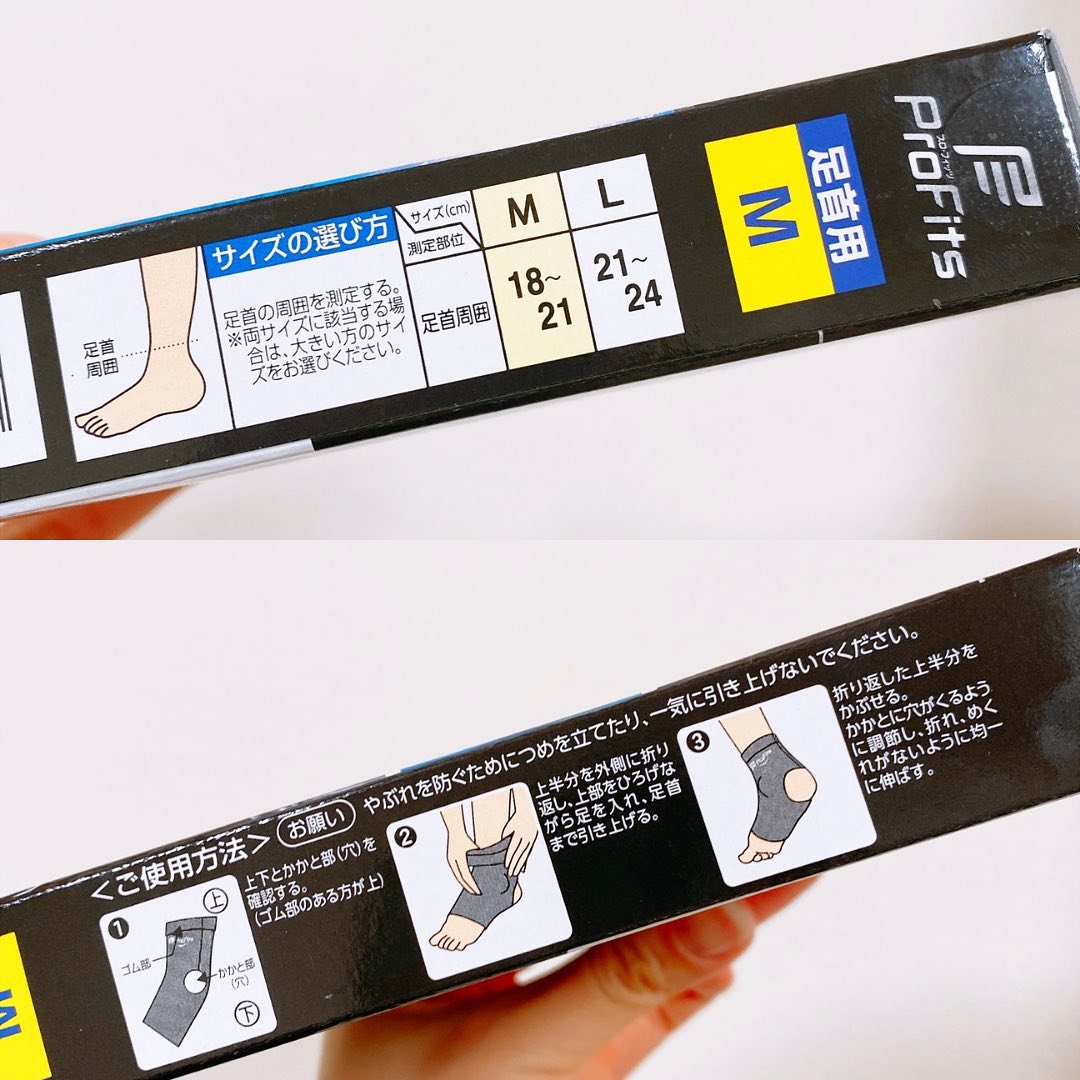 足首
周囲
サイズの選び方
足首の周囲を測定する。
※両サイズに該当する場
合は、大きい方のサイ
ズをお選びください。
サイズ(cm)
測定部位
M
L
足首周囲
18~
21
21~
24
足首用
M
プロ・フィッツ
ProFits
<ご使用方法>
お願い
やぶれを防ぐためにつめを立てたり、一気に引き上げないでください。
❶
上
ゴム部
かかと部
(穴)
下
上下とかかと部(穴)を
確認する。
(ゴム部のある方が上)
❷
上半分を外側に折り
返し、上部をひろげな
がら足を入れ、足首
まで引き上げる。
❸
折り返した上半分を
かぶせる。
かかとに穴がくるよう
に調節し、折れ、めく
れがないように均一
に伸ばす。
M